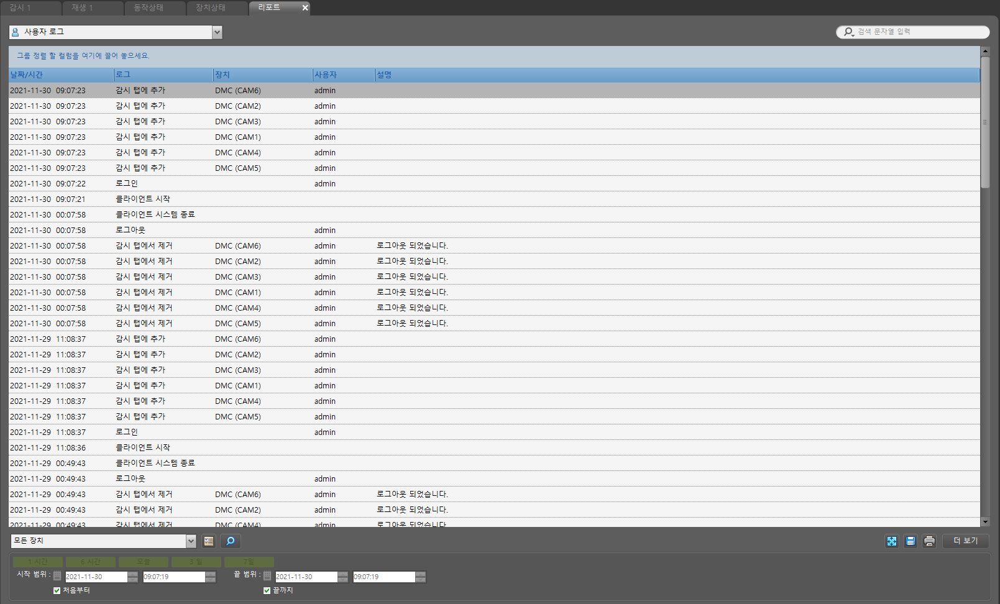 감시 1 재생 1 동작상태 장치상태 리포트
사용자 로그 검색 문자열 입력
그룹 정렬 할 컬럼을 여기에 끌어 놓으세요.
날짜/시간 로그 장치 사용자 설명
2021-11-30 09:07:23 감시 탭에 추가 DMC (CAM6) admin
2021-11-30 09:07:23 감시 탭에 추가 DMC (CAM2) admin
2021-11-30 09:07:23 감시 탭에 추가 DMC (CAM3) admin
2021-11-30 09:07:23 감시 탭에 추가 DMC (CAM1) admin
2021-11-30 09:07:23 감시 탭에 추가 DMC (CAM4) admin
2021-11-30 09:07:23 감시 탭에 추가 DMC (CAM5) admin
2021-11-30 09:07:22 로그인 admin
2021-11-30 09:07:21 클라이언트 시작
2021-11-30 00:07:58 클라이언트 시스템 종료
2021-11-30 00:07:58 로그아웃 admin
2021-11-30 00:07:58 감시 탭에서 제거 DMC (CAM6) admin 로그아웃 되었습니다.
2021-11-30 00:07:58 감시 탭에서 제거 DMC (CAM2) admin 로그아웃 되었습니다.
2021-11-30 00:07:58 감시 탭에서 제거 DMC (CAM3) admin 로그아웃 되었습니다.
2021-11-30 00:07:58 감시 탭에서 제거 DMC (CAM1) admin 로그아웃 되었습니다.
2021-11-30 00:07:58 감시 탭에서 제거 DMC (CAM4) admin 로그아웃 되었습니다.
2021-11-30 00:07:58 감시 탭에서 제거 DMC (CAM5) admin 로그아웃 되었습니다.
2021-11-29 11:08:37 감시 탭에 추가 DMC (CAM6) admin
2021-11-29 11:08:37 감시 탭에 추가 DMC (CAM2) admin
2021-11-29 11:08:37 감시 탭에 추가 DMC (CAM3) admin
2021-11-29 11:08:37 감시 탭에 추가 DMC (CAM1) admin
2021-11-29 11:08:37 감시 탭에 추가 DMC (CAM4) admin
2021-11-29 11:08:37 감시 탭에 추가 DMC (CAM5) admin
2021-11-29 11:08:37 로그인 admin
2021-11-29 11:08:36 클라이언트 시작
2021-11-29 00:49:43 클라이언트 시스템 종료
2021-11-29 00:49:43 로그아웃 admin
2021-11-29 00:49:43 감시 탭에서 제거 DMC (CAM6) admin 로그아웃 되었습니다.
2021-11-29 00:49:43 감시 탭에서 제거 DMC (CAM2) admin 로그아웃 되었습니다.
2021-11-29 00:49:43 감시 탭에서 제거 DMC (CAM4) admin 로그아웃 되었습니다.
모든 장치 더 보기
1 시간 6 시간 오늘 3 일 7일
시작 범위 : 2021-11-30 09:07:19 끝 범위 : 2021-11-30 09:07:19
처음부터 끝까지